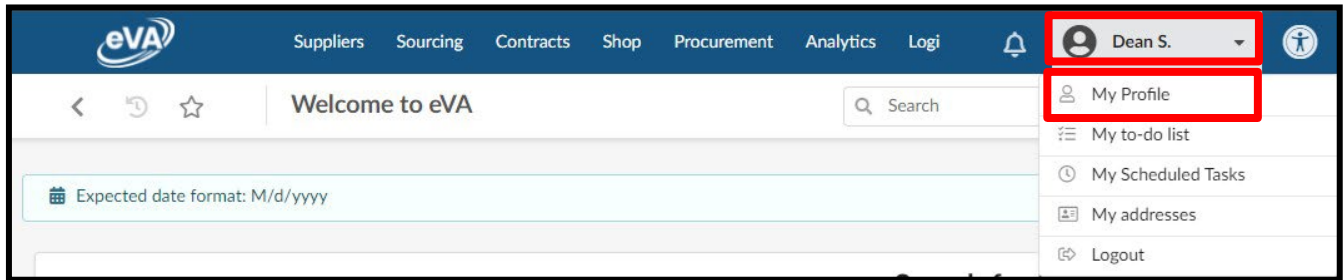 eVA Suppliers Sourcing Contracts Shop Procurement Analytics Logi Dean S.
Welcome to eVA Search
My Profile
My to-do list
My Scheduled Tasks
My addresses
Logout
Expected date format: M/d/yyyy